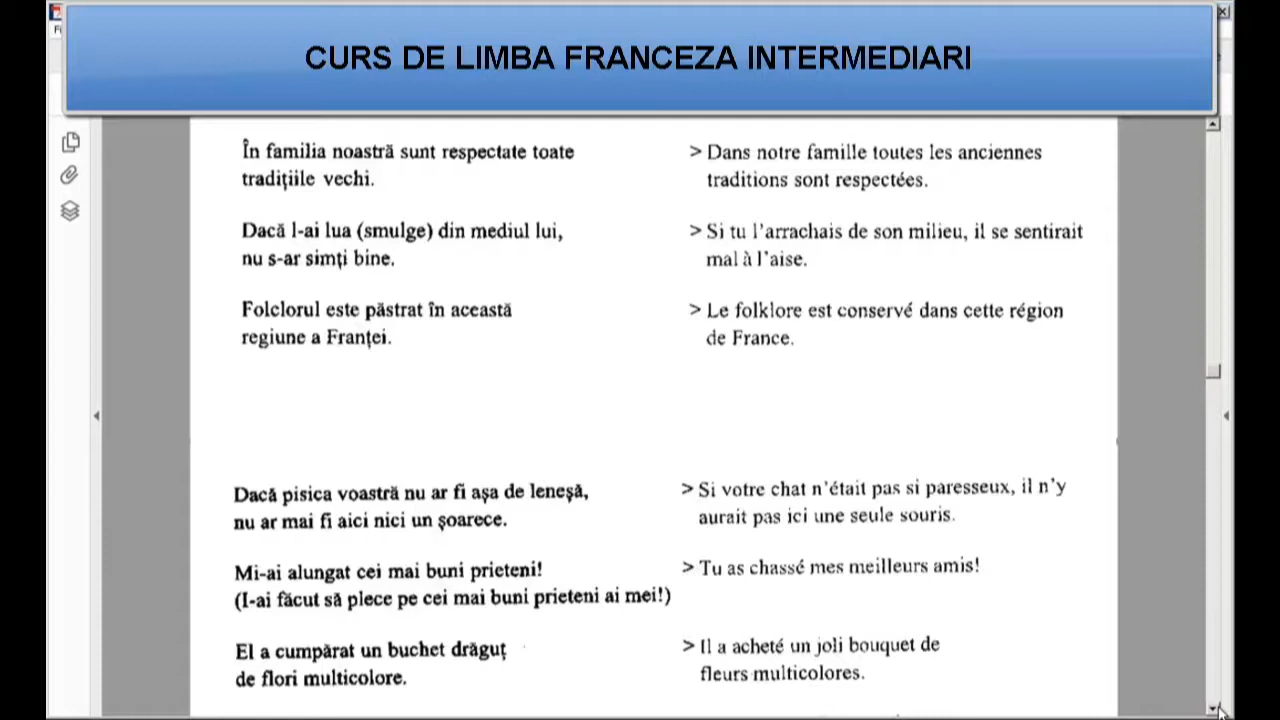 CURS DE LIMBA FRANCEZA INTERMEDIARI
În familia noastră sunt respectate toate
tradițiile vechi.
> Dans notre famille toutes les anciennes
traditions sont respectées.
Dacă l-ai lua (smulge) din mediul lui,
nu s-ar simți bine.
> Si tu l'arrachais de son milieu, il se sentirait
mal à l'aise.
Folclorul este păstrat în această
regiune a Franței.
> Le folklore est conservé dans cette région
de France.
Dacă pisica voastră nu ar fi așa de leneșă,
nu ar mai fi aici nici un șoarece.
> Si votre chat n'était pas si paresseux, il n'y
aurait pas ici une seule souris.
Mi-ai alungat cei mai buni prieteni!
(I-ai făcut să plece pe cei mai buni prieteni ai mei!)
> Tu as chassé mes meilleurs amis!
El a cumpărat un buchet drăguț
de flori multicolore.
> Il a acheté un joli bouquet de
fleurs multicolores.